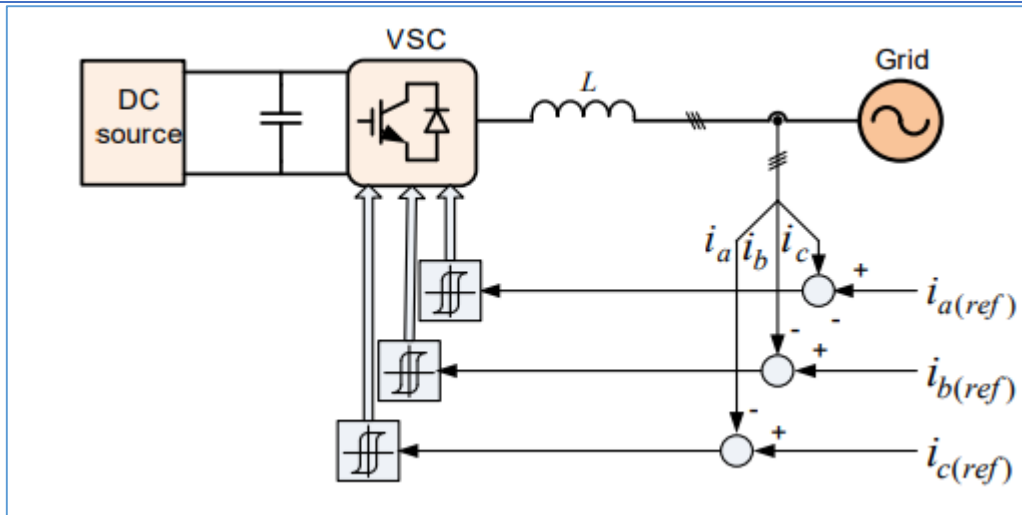 VSC
Grid
DC
source
L
i_a i_b i_c
+
i_a(ref)
-
- +
i_b(ref)
- +
i_c(ref)